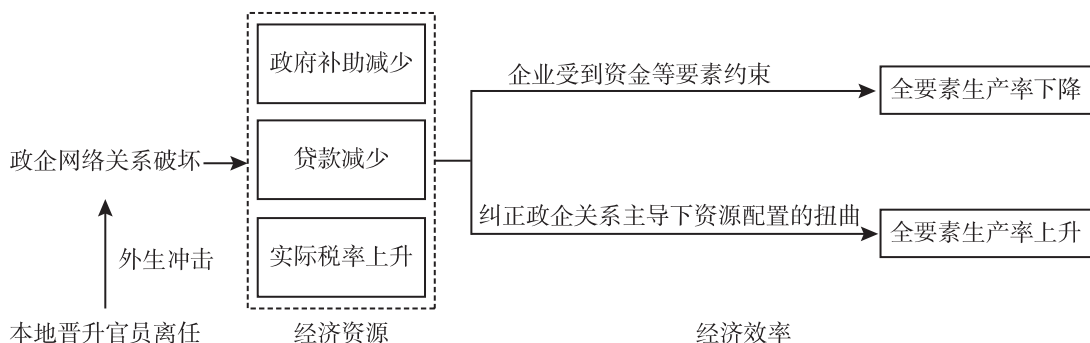 政府补助减少
企业受到资金等要素约束
全要素生产率下降
政企网络关系破坏
贷款减少
纠正政企关系主导下资源配置的扭曲
全要素生产率上升
外生冲击
实际税率上升
本地晋升官员离任
经济资源
经济效率